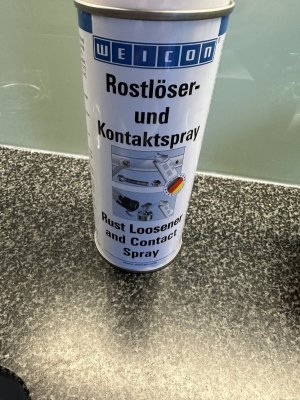 WEICON
Rostlöser-
und
Kontaktspray
Rust Loosener
and Contact
Spray